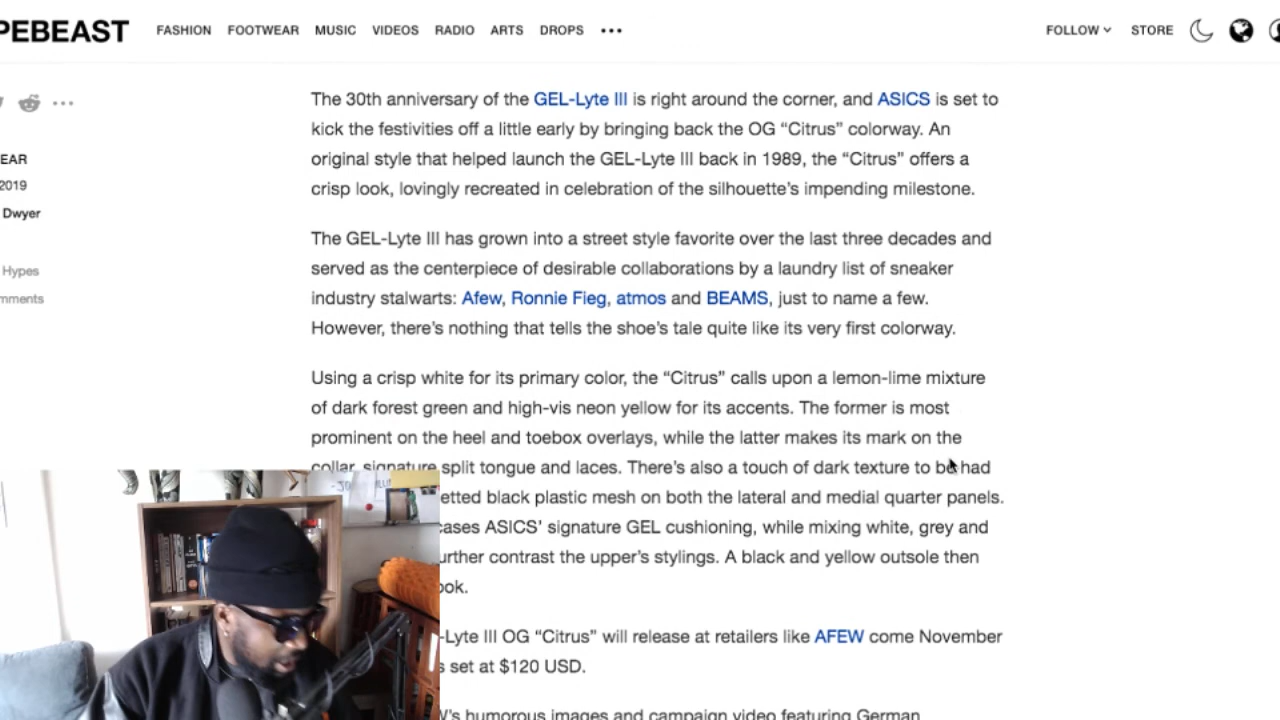 PEBEAST FASHION FOOTWEAR MUSIC VIDEOS RADIO ARTS DROPS ••• FOLLOW STORE
EAR
2019
Dwyer
Hypes
mments
The 30th anniversary of the GEL-Lyte III is right around the corner, and ASICS is set to
kick the festivities off a little early by bringing back the OG “Citrus” colorway. An
original style that helped launch the GEL-Lyte III back in 1989, the “Citrus” offers a
crisp look, lovingly recreated in celebration of the silhouette’s impending milestone.
The GEL-Lyte III has grown into a street style favorite over the last three decades and
served as the centerpiece of desirable collaborations by a laundry list of sneaker
industry stalwarts: Afew, Ronnie Fieg, atmos and BEAMS, just to name a few.
However, there’s nothing that tells the shoe’s tale quite like its very first colorway.
Using a crisp white for its primary color, the “Citrus” calls upon a lemon-lime mixture
of dark forest green and high-vis neon yellow for its accents. The former is most
prominent on the heel and toebox overlays, while the latter makes its mark on the
collar, signature split tongue and laces. There’s also a touch of dark texture to be had
etted black plastic mesh on both the lateral and medial quarter panels.
cases ASICS’ signature GEL cushioning, while mixing white, grey and
urther contrast the upper’s stylings. A black and yellow outsole then
ook.
-Lyte III OG “Citrus” will release at retailers like AFEW come November
s set at $120 USD.
W’s humorous images and campaign video featuring German